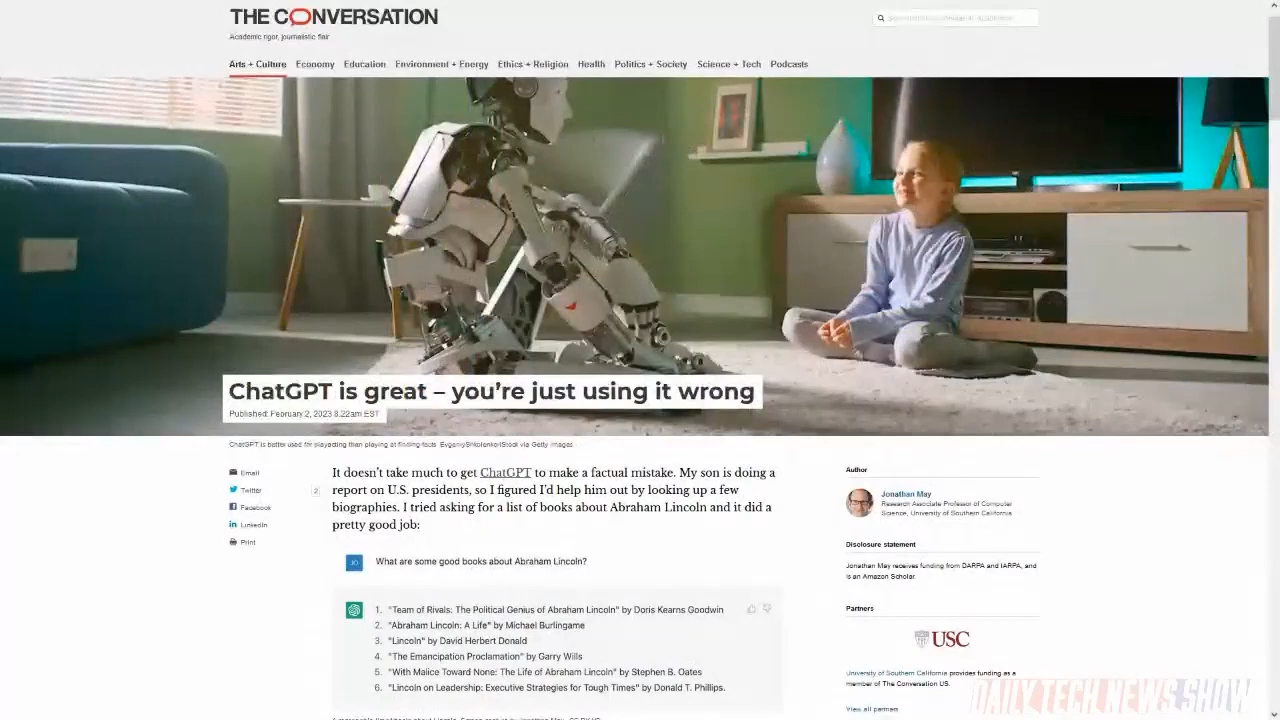 THE CONVERSATION
Academic rigor, journalistic flair
Arts + Culture Economy Education Environment + Energy Ethics + Religion Health Politics + Society Science + Tech Podcasts
ChatGPT is great – you're just using it wrong
Published: February 2, 2023 8.22am EST
ChatGPT is better used for playacting than playing at finding facts. EvgeniyShkolenko/iStock via Getty Images
Email
Twitter 2
Facebook
LinkedIn
Print
It doesn't take much to get ChatGPT to make a factual mistake. My son is doing a
report on U.S. presidents, so I figured I'd help him out by looking up a few
biographies. I tried asking for a list of books about Abraham Lincoln and it did a
pretty good job:
JO What are some good books about Abraham Lincoln?
1. "Team of Rivals: The Political Genius of Abraham Lincoln" by Doris Kearns Goodwin
2. "Abraham Lincoln: A Life" by Michael Burlingame
3. "Lincoln" by David Herbert Donald
4. "The Emancipation Proclamation" by Garry Wills
5. "With Malice Toward None: The Life of Abraham Lincoln" by Stephen B. Oates
6. "Lincoln on Leadership: Executive Strategies for Tough Times" by Donald T. Phillips.
Author
Jonathan May
Research Associate Professor of Computer
Science, University of Southern California
Disclosure statement
Jonathan May receives funding from DARPA and IARPA, and
is an Amazon Scholar.
Partners
USC
University of Southern California provides funding as a
member of The Conversation US.
View all partners
DAILY TECH NEWS SHOW